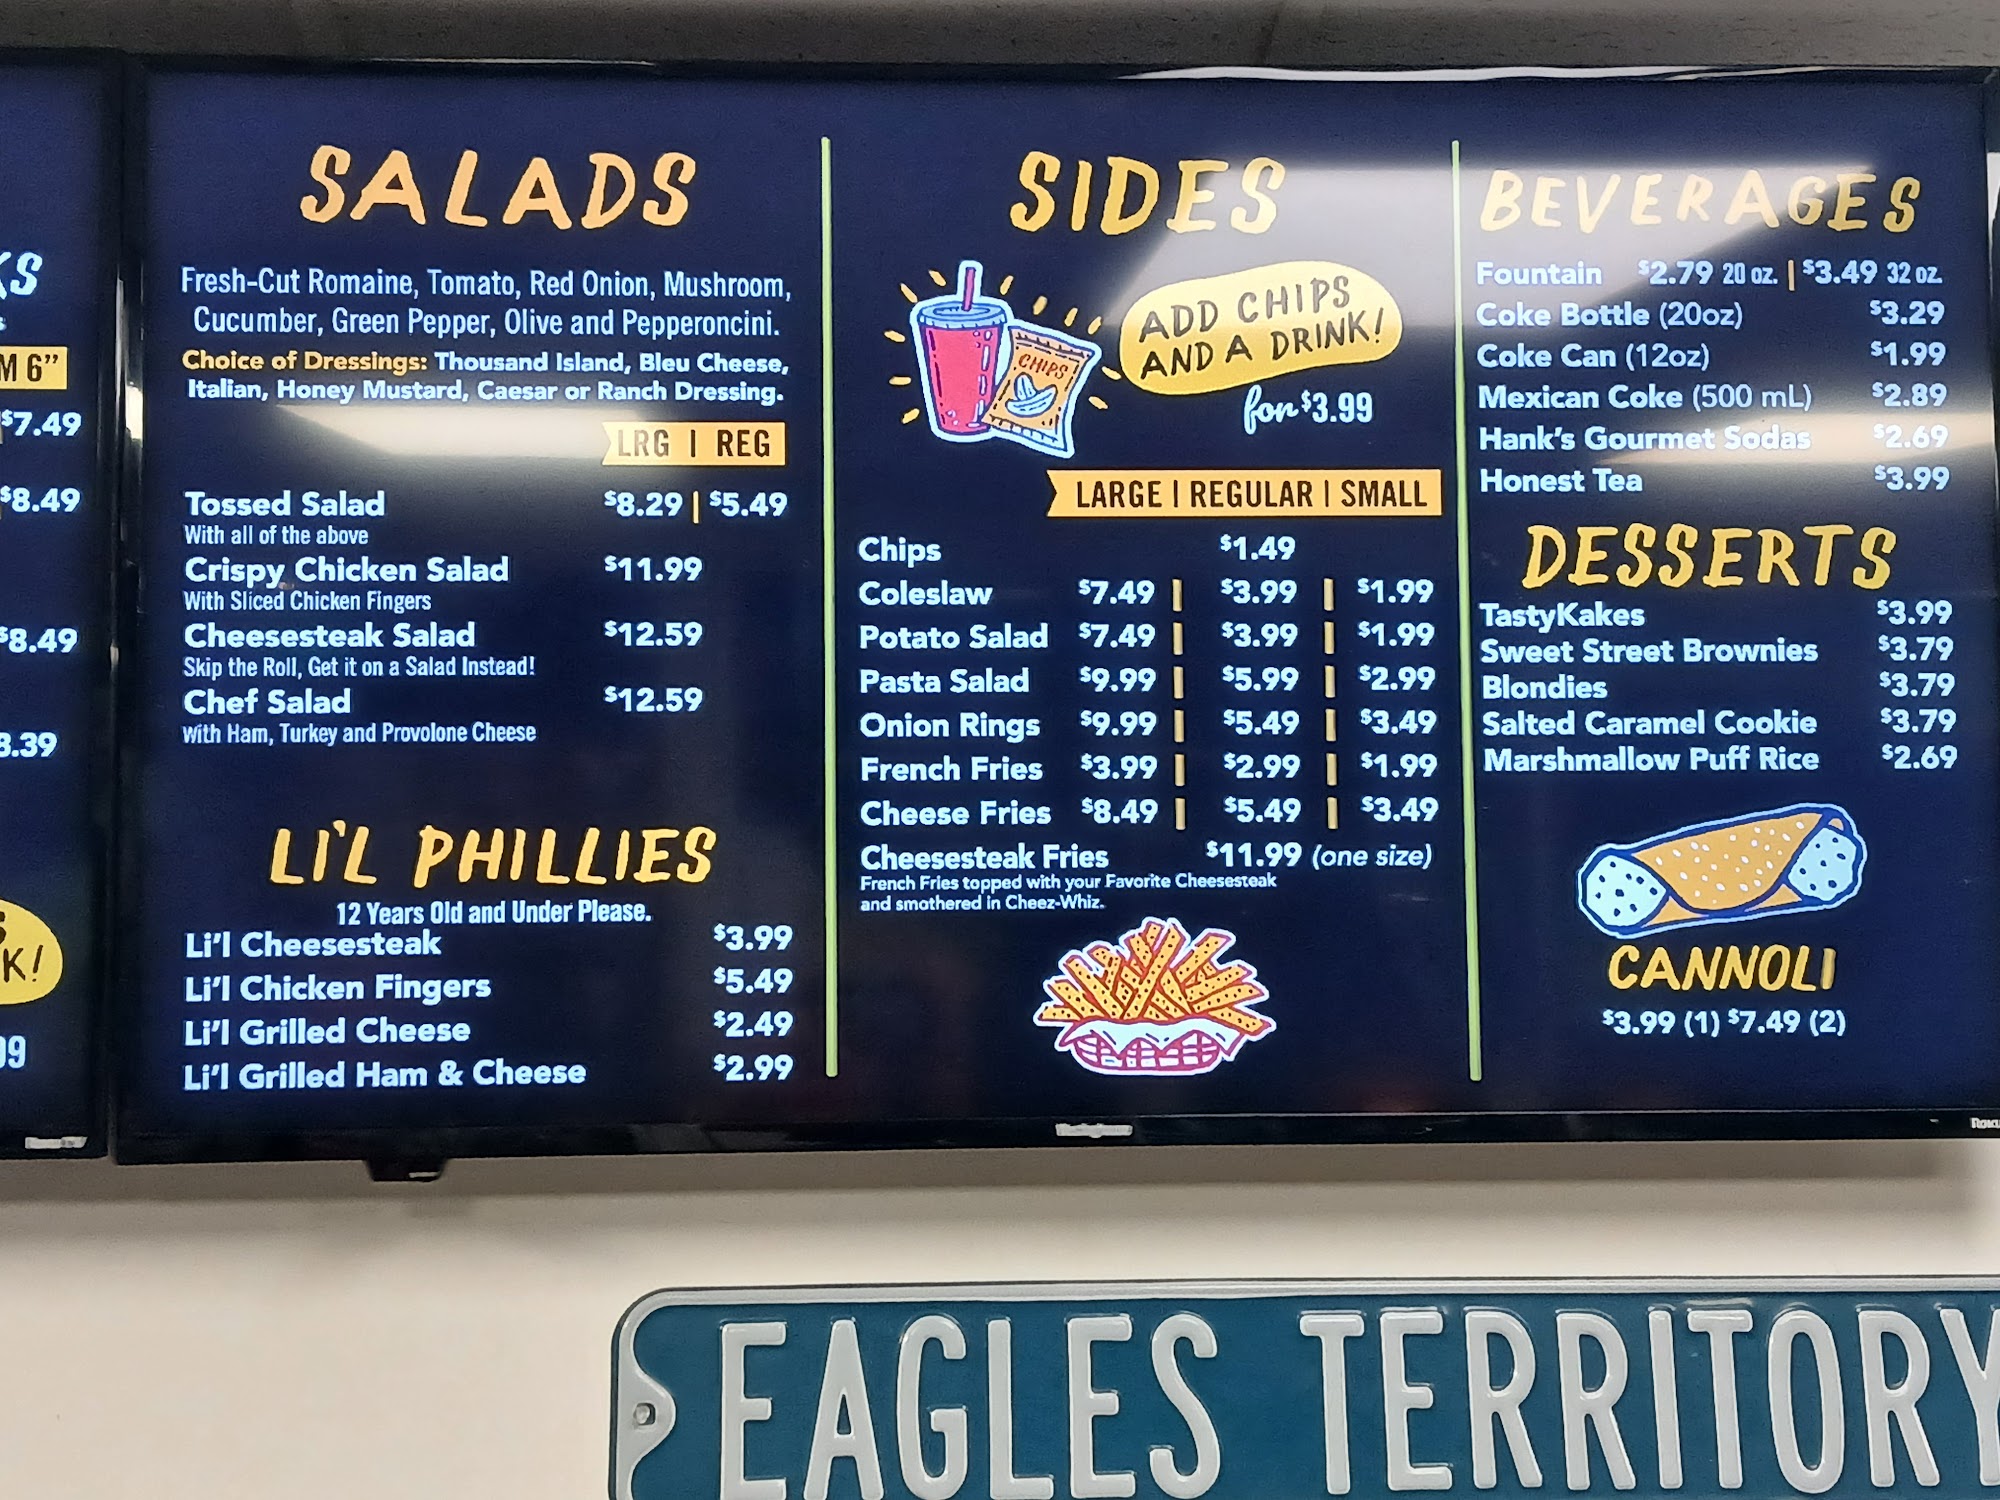 KS
M 6"
$7.49
$8.49
$8.49
8.39
K!
99
SALADS
Fresh-Cut Romaine, Tomato, Red Onion, Mushroom,
Cucumber, Green Pepper, Olive and Pepperoncini.
Choice of Dressings: Thousand Island, Bleu Cheese,
Italian, Honey Mustard, Caesar or Ranch Dressing.
LRG | REG
Tossed Salad $8.29 | $5.49
With all of the above
Crispy Chicken Salad $11.99
With Sliced Chicken Fingers
Cheesesteak Salad $12.59
Skip the Roll, Get it on a Salad Instead!
Chef Salad $12.59
with Ham, Turkey and Provolone Cheese
LI'L PHILLIES
12 Years Old and Under Please.
Li'l Cheesesteak $3.99
Li'l Chicken Fingers $5.49
Li'l Grilled Cheese $2.49
Li'l Grilled Ham & Cheese $2.99
SIDES
CHIPS
ADD CHIPS
AND A DRINK!
for $3.99
LARGE | REGULAR | SMALL
Chips $1.49
Coleslaw $7.49 | $3.99 | $1.99
Potato Salad $7.49 | $3.99 | $1.99
Pasta Salad $9.99 | $5.99 | $2.99
Onion Rings $9.99 | $5.49 | $3.49
French Fries $3.99 | $2.99 | $1.99
Cheese Fries $8.49 | $5.49 | $3.49
Cheesesteak Fries $11.99 (one size)
French Fries topped with your Favorite Cheesesteak
and smothered in Cheez-Whiz.
BEVERAGES
Fountain $2.79 20 oz. | $3.49 32 oz.
Coke Bottle (20oz) $3.29
Coke Can (12oz) $1.99
Mexican Coke (500 mL) $2.89
Hank's Gourmet Sodas $2.69
Honest Tea $3.99
DESSERTS
TastyKakes $3.99
Sweet Street Brownies $3.79
Blondies $3.79
Salted Caramel Cookie $3.79
Marshmallow Puff Rice $2.69
CANNOLI
$3.99 (1) $7.49 (2)
Roku
EAGLES TERRITORY